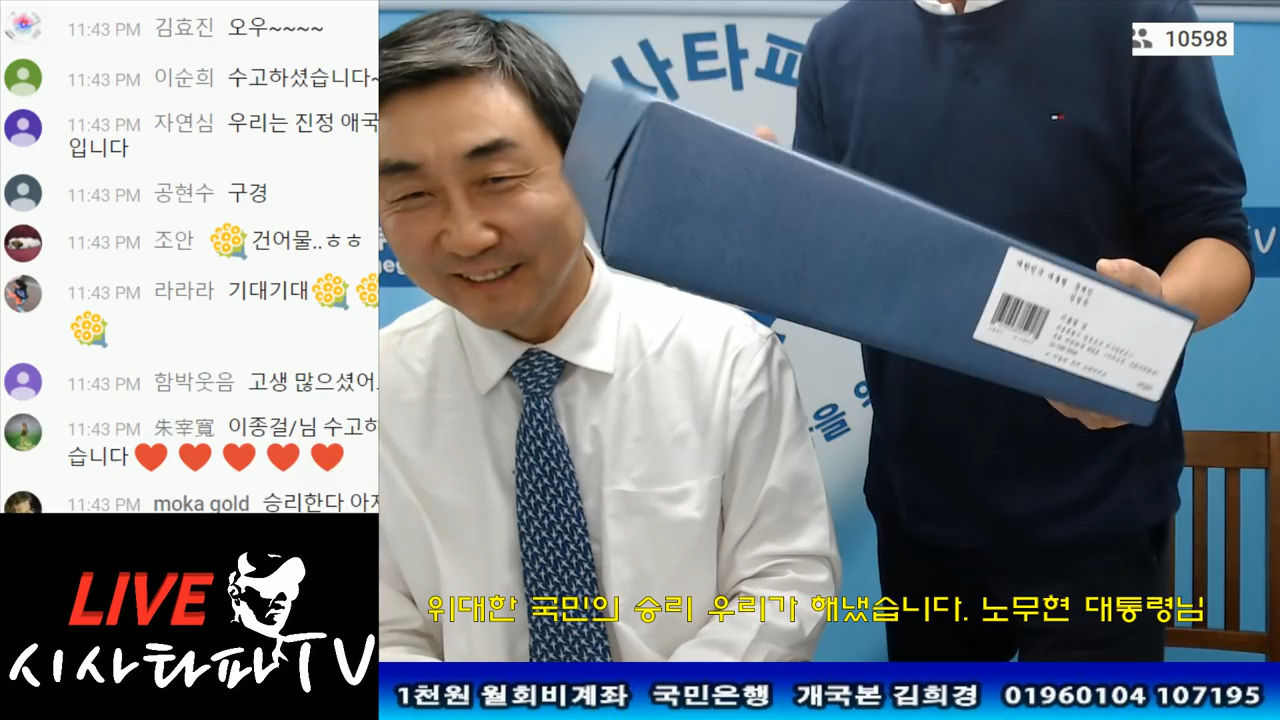 11:43 PM 김효진 오우~~~~
11:43 PM 이순희 수고하셨습니다~
11:43 PM 자연심 우리는 진정 애국
입니다
11:43 PM 공현수 구경
11:43 PM 조안 건어물..ㅎㅎ
11:43 PM 라라라 기대기대
11:43 PM 함박웃음 고생 많으셨어
11:43 PM 朱宰寬 이종걸/님 수고하
습니다
11:43 PM moka gold 승리한다 아
LIVE
시사타파TV
10598
사타파
TV
을
위대한 국민의 승리 우리가 해냈습니다. 노무현 대통령님
1천원 월회비계좌 국민은행 개국본 김희경 01960104 107195